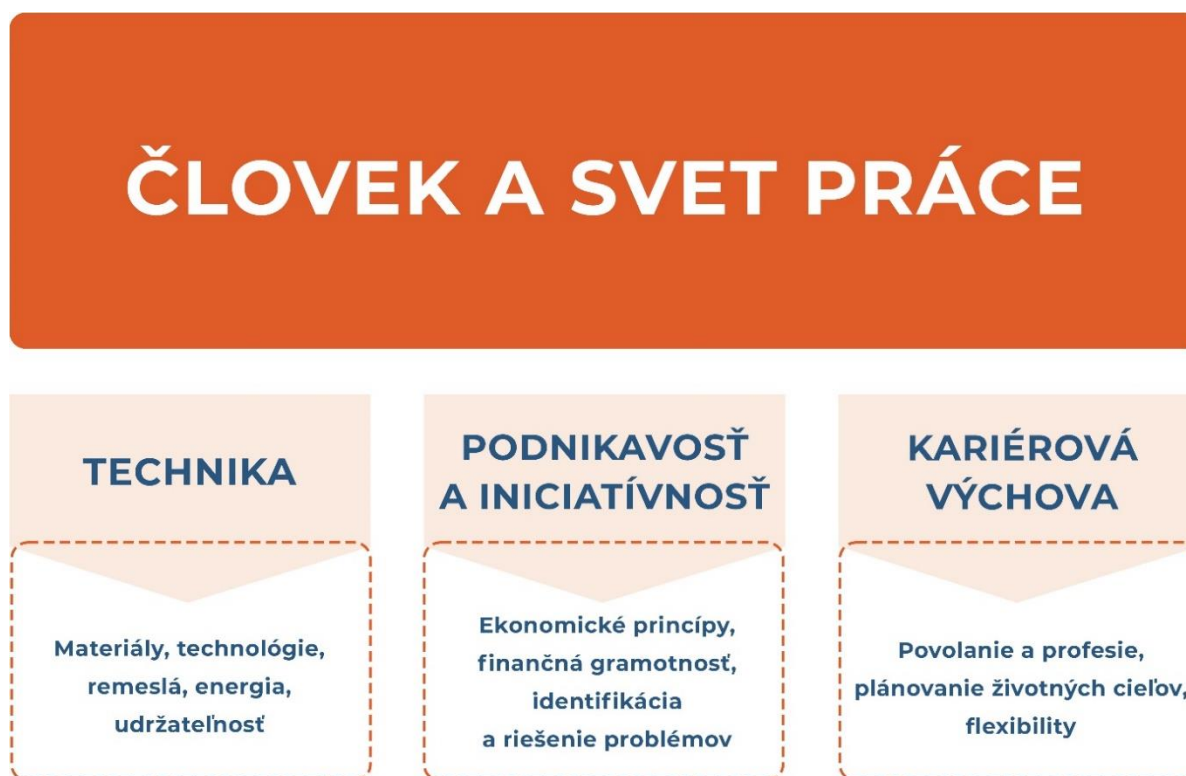 ČLOVEK A SVET PRÁCE
TECHNIKA
Materiály, technológie,
remeslá, energia,
udržateľnosť
PODNIKAVOSŤ
A INICIATÍVNOSŤ
Ekonomické princípy,
finančná gramotnosť,
identifikácia
a riešenie problémov
KARIÉROVÁ
VÝCHOVA
Povolanie a profesie,
plánovanie životných cieľov,
flexibility